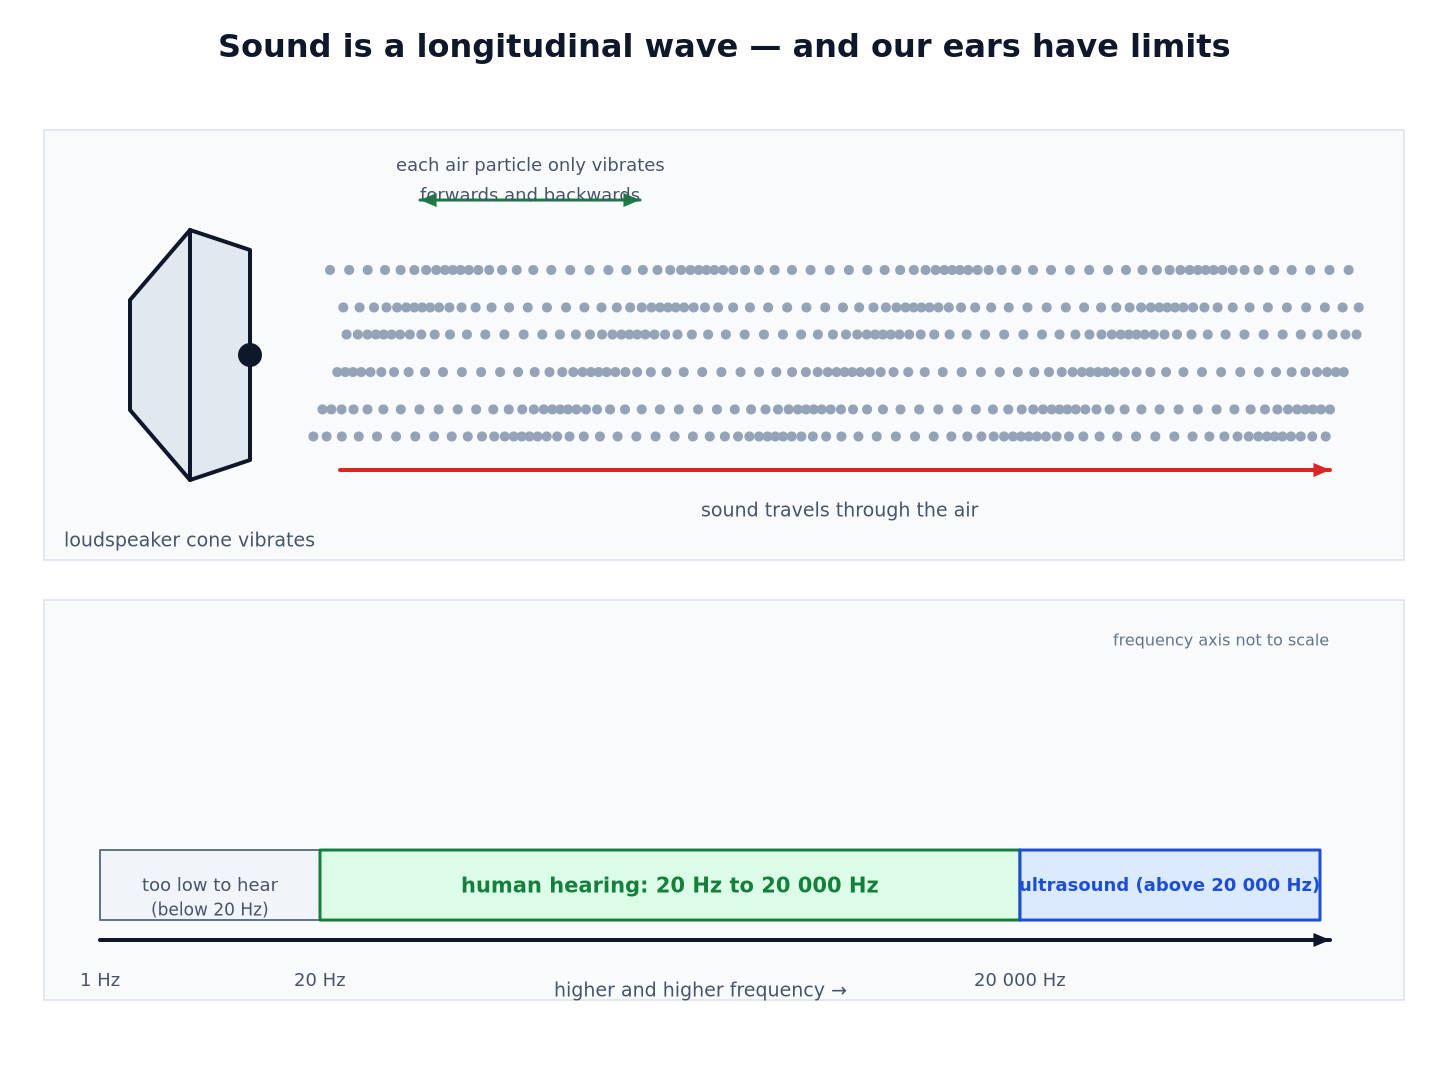 Sound is a longitudinal wave — and our ears have limits
each air particle only vibrates
forwards and backwards
sound travels through the air
loudspeaker cone vibrates
frequency axis not to scale
too low to hear
(below 20 Hz)
human hearing: 20 Hz to 20 000 Hz
ultrasound (above 20 000 Hz)
1 Hz
20 Hz
20 000 Hz
higher and higher frequency →